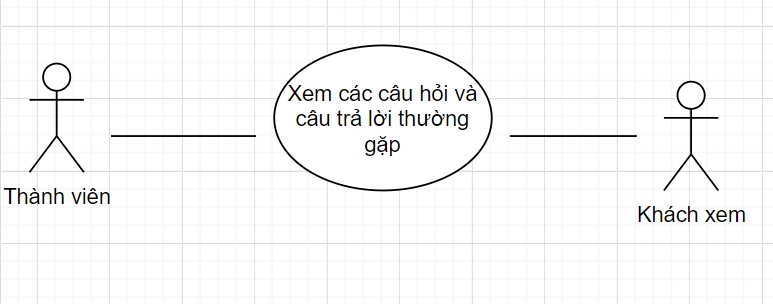 Xem các câu hỏi và
câu trả lời thường
gặp
Thành viên
Khách xem